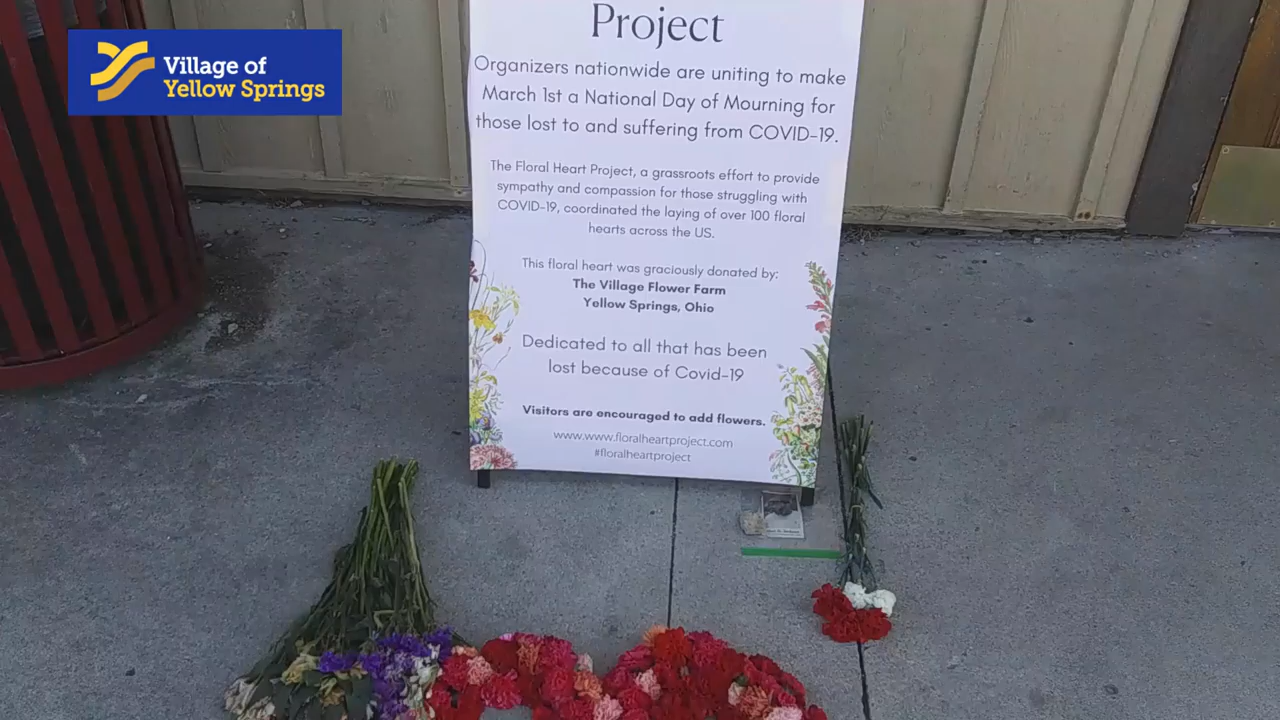 Village of
Yellow Springs
Project
Organizers nationwide are uniting to make
March 1st a National Day of Mourning for
those lost to and suffering from COVID-19.
The Floral Heart Project, a grassroots effort to provide
sympathy and compassion for those struggling with
COVID-19, coordinated the laying of over 100 floral
hearts across the US.
This floral heart was graciously donated by:
The Village Flower Farm
Yellow Springs, Ohio
Dedicated to all that has been
lost because of Covid-19
Visitors are encouraged to add flowers.
www.www.floralheartproject.com
#floralheartproject